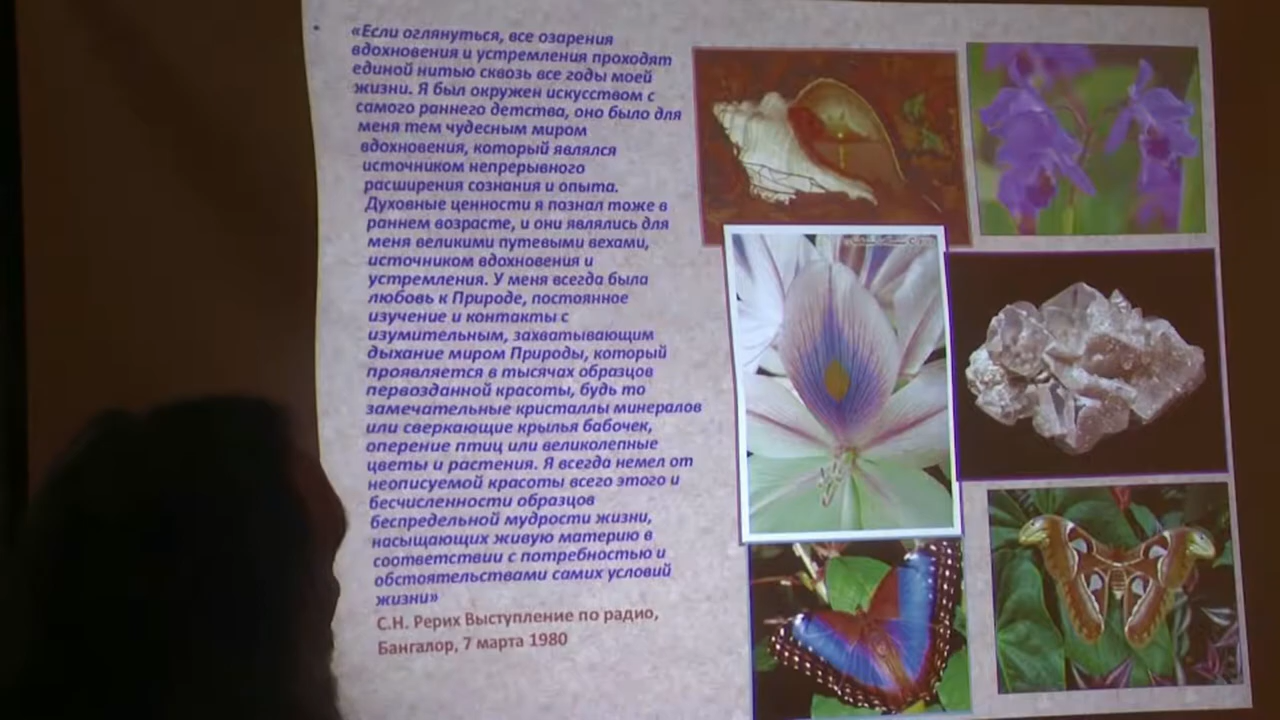 «Если оглянуться, все озарения
вдохновения и устремления проходят
единой нитью сквозь все годы моей
жизни. Я был окружен искусством с
самого раннего детства, оно было для
меня тем чудесным миром
вдохновения, который являлся
источником непрерывного
расширения сознания и опыта.
Духовные ценности я познал тоже в
раннем возрасте, и они являлись для
меня великими путевыми вехами,
источником вдохновения и
устремления. У меня всегда была
любовь к Природе, постоянное
изучение и контакты с
изумительным, захватывающим
дыхание миром Природы, который
проявляется в тысячах образцов
первозданной красоты, будь то
замечательные кристаллы минералов
или сверкающие крылья бабочек,
оперение птиц или великолепные
цветы и растения. Я всегда немел от
неописуемой красоты всего этого и
бесчисленности образцов
беспредельной мудрости жизни,
насыщающих живую материю в
соответствии с потребностью и
обстоятельствами самих условий
жизни»
С.Н. Рерих Выступление по радио,
Бангалор, 7 марта 1980